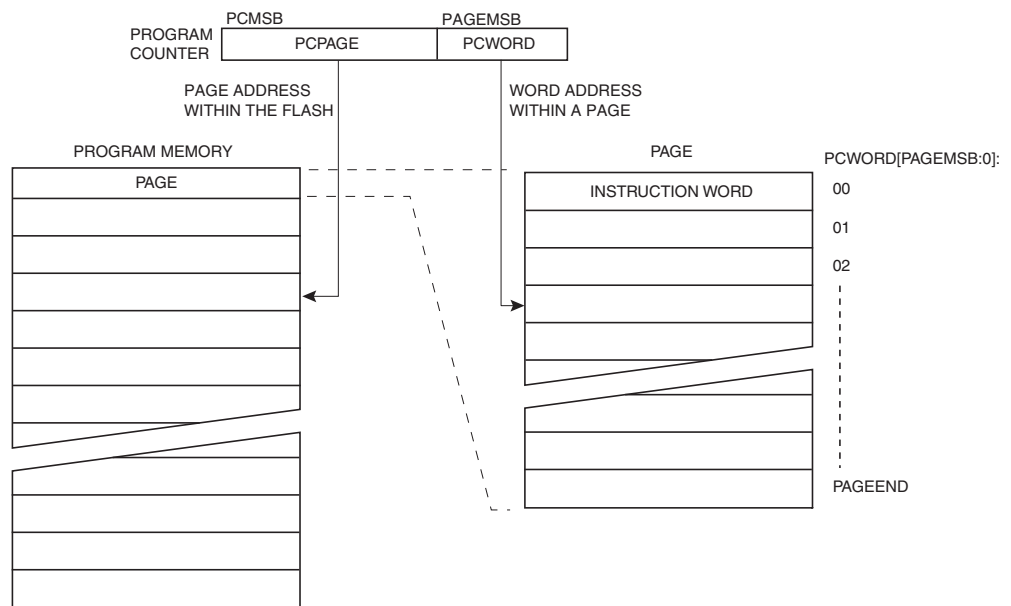 PCMSB
PAGEMSB
PROGRAM
COUNTER
PCPAGE
PCWORD
PAGE ADDRESS
WITHIN THE FLASH
WORD ADDRESS
WITHIN A PAGE
PROGRAM MEMORY
PAGE
PAGE
PCWORD[PAGEMSB:0]:
INSTRUCTION WORD
00
01
02
PAGEEND